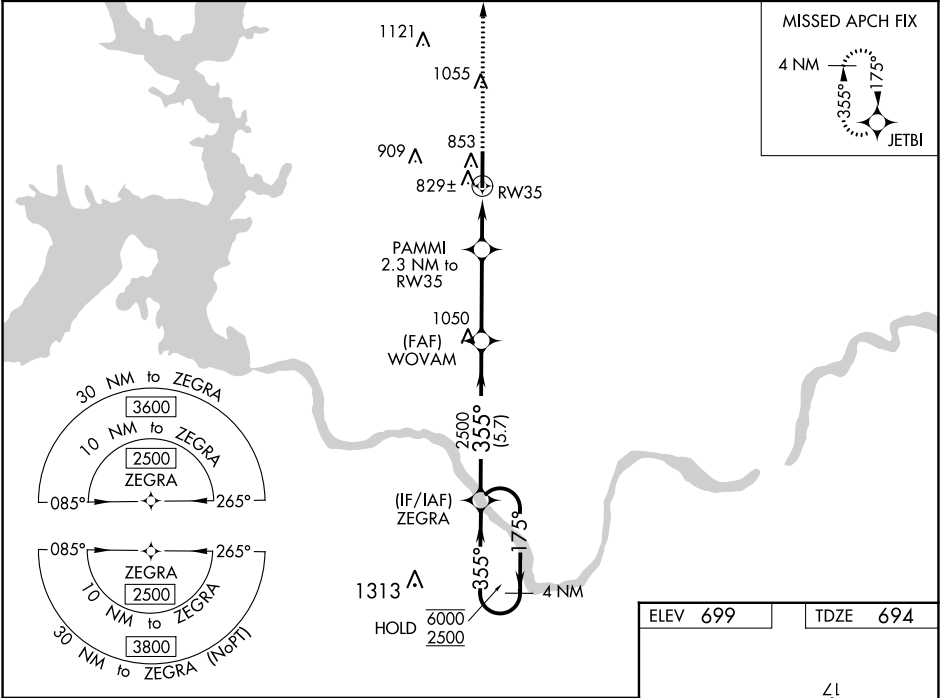 MISSED APCH FIX
4 NM
355°
175°
JETBI
1121
1055
909
853
829±
RW35
PAMMI
2.3 NM to
RW35
1050
(FAF)
WOVAM
2500
355°
(5.7)
(IF/IAF)
ZEGRA
355°
175°
4 NM
1313
HOLD
6000
2500
30 NM to ZEGRA
3600
10 NM to ZEGRA
2500
ZEGRA
085°
265°
085°
265°
ZEGRA
2500
10 NM to ZEGRA
3800
30 NM to ZEGRA (NoPT)
ELEV 699
TDZE 694
17